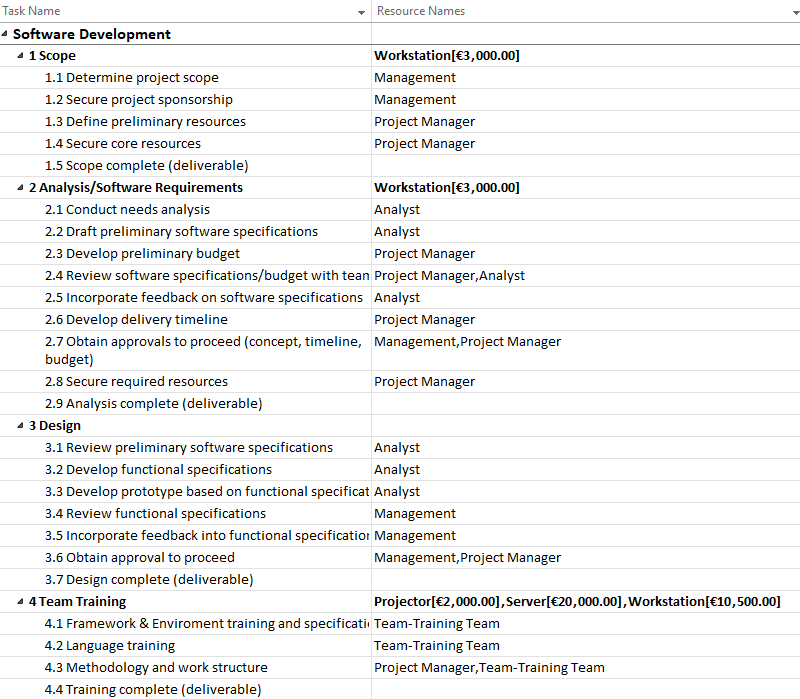 Task Name Resource Names
Software Development
1 Scope Workstation[€3,000.00]
1.1 Determine project scope Management
1.2 Secure project sponsorship Management
1.3 Define preliminary resources Project Manager
1.4 Secure core resources Project Manager
1.5 Scope complete (deliverable)
2 Analysis/Software Requirements Workstation[€3,000.00]
2.1 Conduct needs analysis Analyst
2.2 Draft preliminary software specifications Analyst
2.3 Develop preliminary budget Project Manager
2.4 Review software specifications/budget with team Project Manager,Analyst
2.5 Incorporate feedback on software specifications Analyst
2.6 Develop delivery timeline Project Manager
2.7 Obtain approvals to proceed (concept, timeline, Management,Project Manager
budget)
2.8 Secure required resources Project Manager
2.9 Analysis complete (deliverable)
3 Design
3.1 Review preliminary software specifications Analyst
3.2 Develop functional specifications Analyst
3.3 Develop prototype based on functional specificat Analyst
3.4 Review functional specifications Management
3.5 Incorporate feedback into functional specification Management
3.6 Obtain approval to proceed Management,Project Manager
3.7 Design complete (deliverable)
4 Team Training Projector[€2,000.00],Server[€20,000.00],Workstation[€10,500.00]
4.1 Framework & Enviroment training and specificati Team-Training Team
4.2 Language training Team-Training Team
4.3 Methodology and work structure Project Manager,Team-Training Team
4.4 Training complete (deliverable)